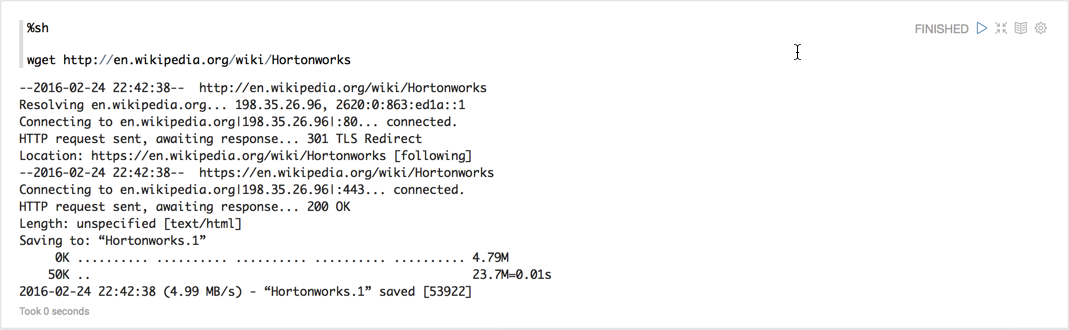 %sh
FINISHED
wget http://en.wikipedia.org/wiki/Hortonworks
--2016-02-24 22:42:38--  http://en.wikipedia.org/wiki/Hortonworks
Resolving en.wikipedia.org... 198.35.26.96, 2620:0:863:ed1a::1
Connecting to en.wikipedia.org|198.35.26.96|:80... connected.
HTTP request sent, awaiting response... 301 TLS Redirect
Location: https://en.wikipedia.org/wiki/Hortonworks [following]
--2016-02-24 22:42:38--  https://en.wikipedia.org/wiki/Hortonworks
Connecting to en.wikipedia.org|198.35.26.96|:443... connected.
HTTP request sent, awaiting response... 200 OK
Length: unspecified [text/html]
Saving to: “Hortonworks.1”
0K .......... .......... .......... .......... .......... 4.79M
50K .. 23.7M=0.01s
2016-02-24 22:42:38 (4.99 MB/s) - “Hortonworks.1” saved [53922]
Took 0 seconds